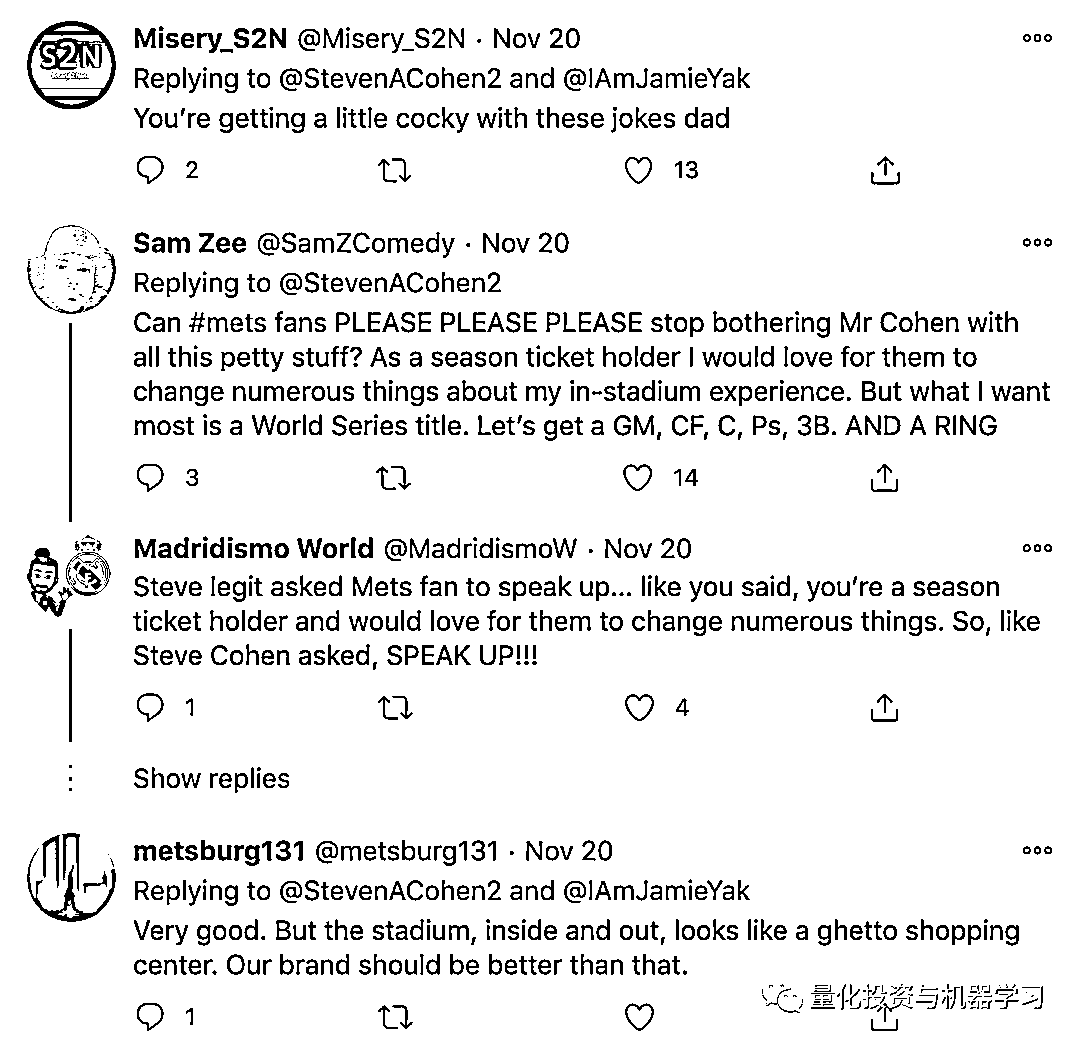 S2N
Misery_S2N @Misery_S2N · Nov 20
Replying to @StevenACohen2 and @IAmJamieYak
You're getting a little cocky with these jokes dad
2 13
Sam Zee @SamZComedy · Nov 20
Replying to @StevenACohen2
Can #mets fans PLEASE PLEASE PLEASE stop bothering Mr Cohen with
all this petty stuff? As a season ticket holder I would love for them to
change numerous things about my in-stadium experience. But what I want
most is a World Series title. Let's get a GM, CF, C, Ps, 3B. AND A RING
3 14
Madridismo World @MadridismoW · Nov 20
Steve legit asked Mets fan to speak up... like you said, you're a season
ticket holder and would love for them to change numerous things. So, like
Steve Cohen asked, SPEAK UP!!!
1 4
Show replies
metsburg131 @metsburg131 · Nov 20
Replying to @StevenACohen2 and @IAmJamieYak
Very good. But the stadium, inside and out, looks like a ghetto shopping
center. Our brand should be better than that.
量化投资与机器学习
1